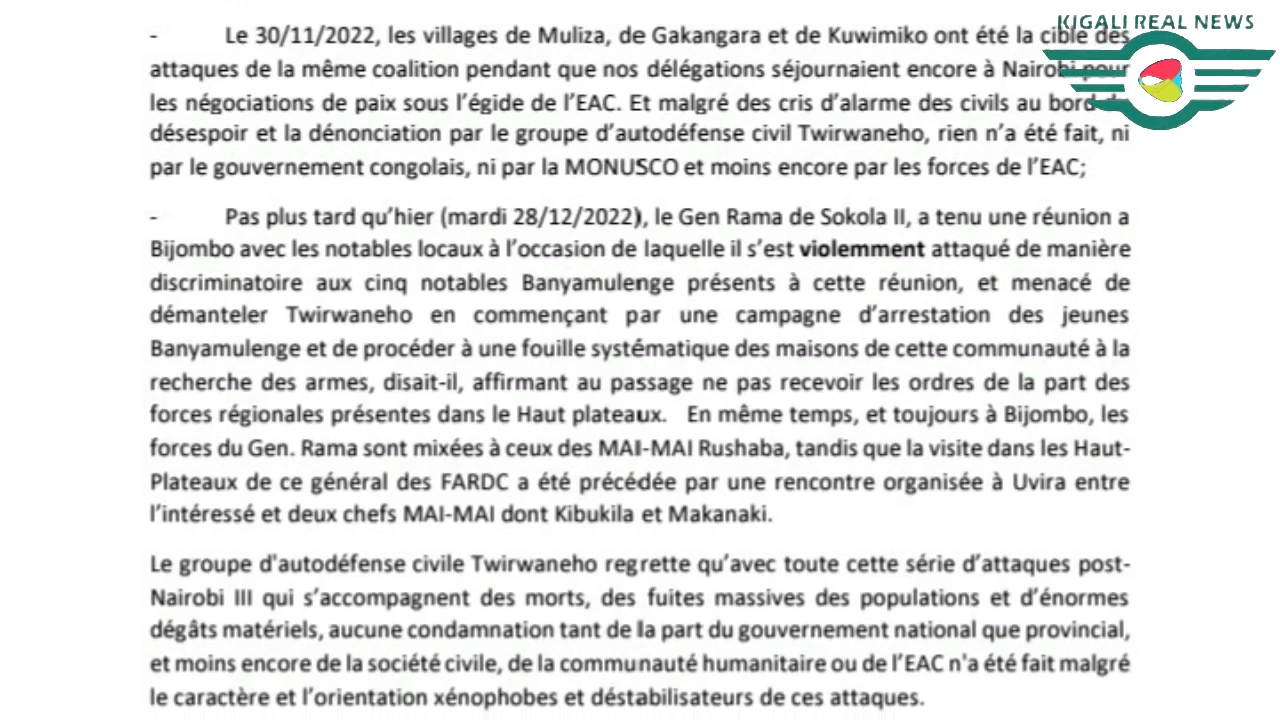 KIGALI REAL NEWS
- Le 30/11/2022, les villages de Muliza, de Gakangara et de Kuwimiko ont été la cible des
attaques de la même coalition pendant que nos délégations séjournaient encore à Nairobi pour
les négociations de paix sous l'égide de l'EAC. Et malgré des cris d'alarme des civils au bord
désespoir et la dénonciation par le groupe d'autodéfense civil Twirwaneho, rien n'a été fait, ni
par le gouvernement congolais, ni par la MONUSCO et moins encore par les forces de l'EAC;
- Pas plus tard qu'hier (mardi 28/12/2022), le Gen Rama de Sokola II, a tenu une réunion a
Bijombo avec les notables locaux à l'occasion de laquelle il s'est violemment attaqué de manière
discriminatoire aux cinq notables Banyamulenge présents à cette réunion, et menacé de
démanteler Twirwaneho en commençant par une campagne d'arrestation des jeunes
Banyamulenge et de procéder à une fouille systématique des maisons de cette communauté à la
recherche des armes, disait-il, affirmant au passage ne pas recevoir les ordres de la part des
forces régionales présentes dans le Haut plateaux. En même temps, et toujours à Bijombo, les
forces du Gen. Rama sont mixées à ceux des MAI-MAI Rushaba, tandis que la visite dans les Haut-
Plateaux de ce général des FARDC a été précédée par une rencontre organisée à Uvira entre
l'intéressé et deux chefs MAI-MAI dont Kibukila et Makanaki.
Le groupe d'autodéfense civile Twirwaneho regrette qu'avec toute cette série d'attaques post-
Nairobi III qui s'accompagnent des morts, des fuites massives des populations et d'énormes
dégâts matériels, aucune condamnation tant de la part du gouvernement national que provincial,
et moins encore de la société civile, de la communauté humanitaire ou de l'EAC n'a été fait malgré
le caractère et l'orientation xénophobes et déstabilisateurs de ces attaques.